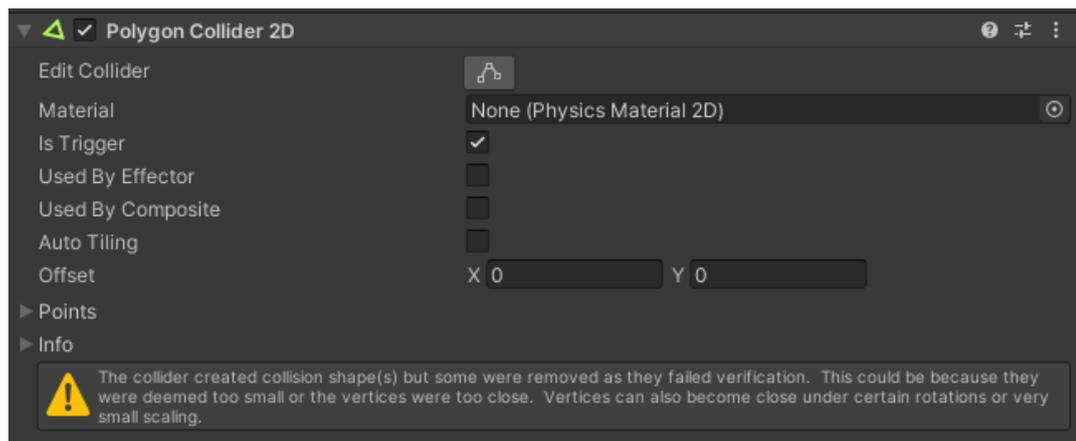 Polygon Collider 2D
Edit Collider
Material None (Physics Material 2D)
Is Trigger
Used By Effector
Used By Composite
Auto Tiling
Offset X 0 Y 0
Points
Info
The collider created collision shape(s) but some were removed as they failed verification. This could be because they
were deemed too small or the vertices were too close. Vertices can also become close under certain rotations or very
small scaling.